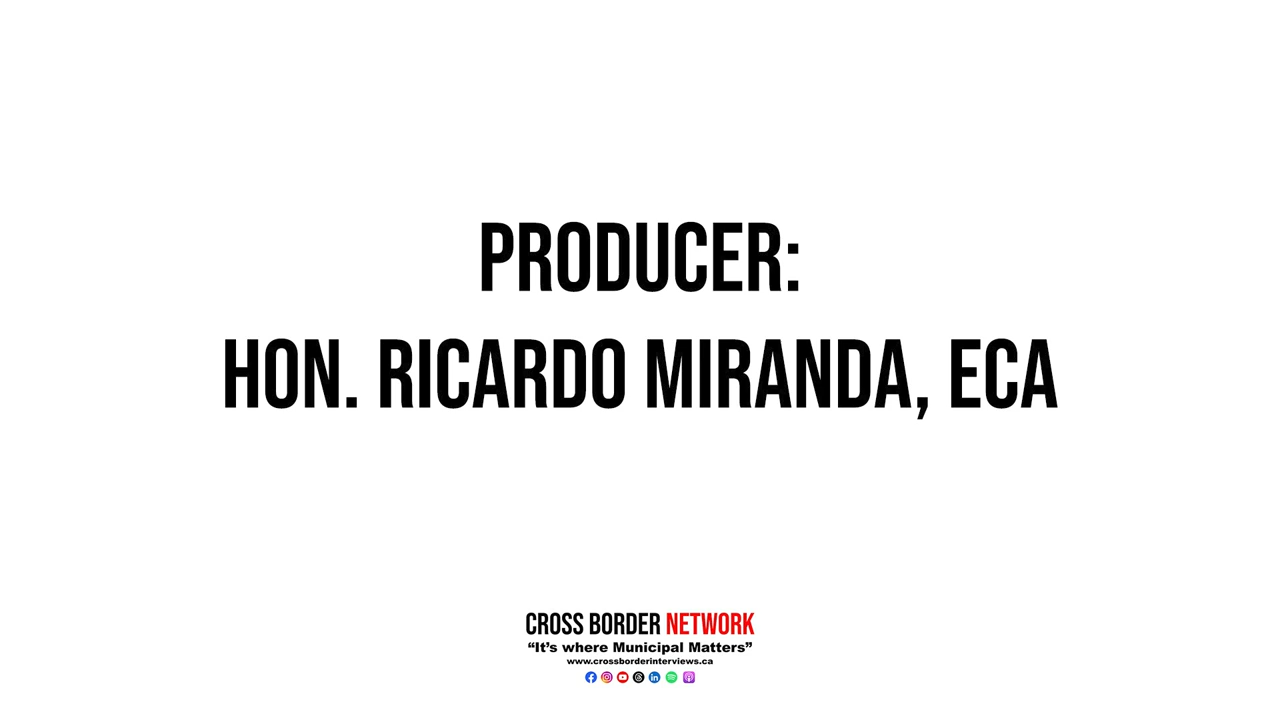 PRODUCER:
HON. RICARDO MIRANDA, ECA
CROSS BORDER NETWORK
“It’s where Municipal Matters”
www.crossborderinterviews.ca